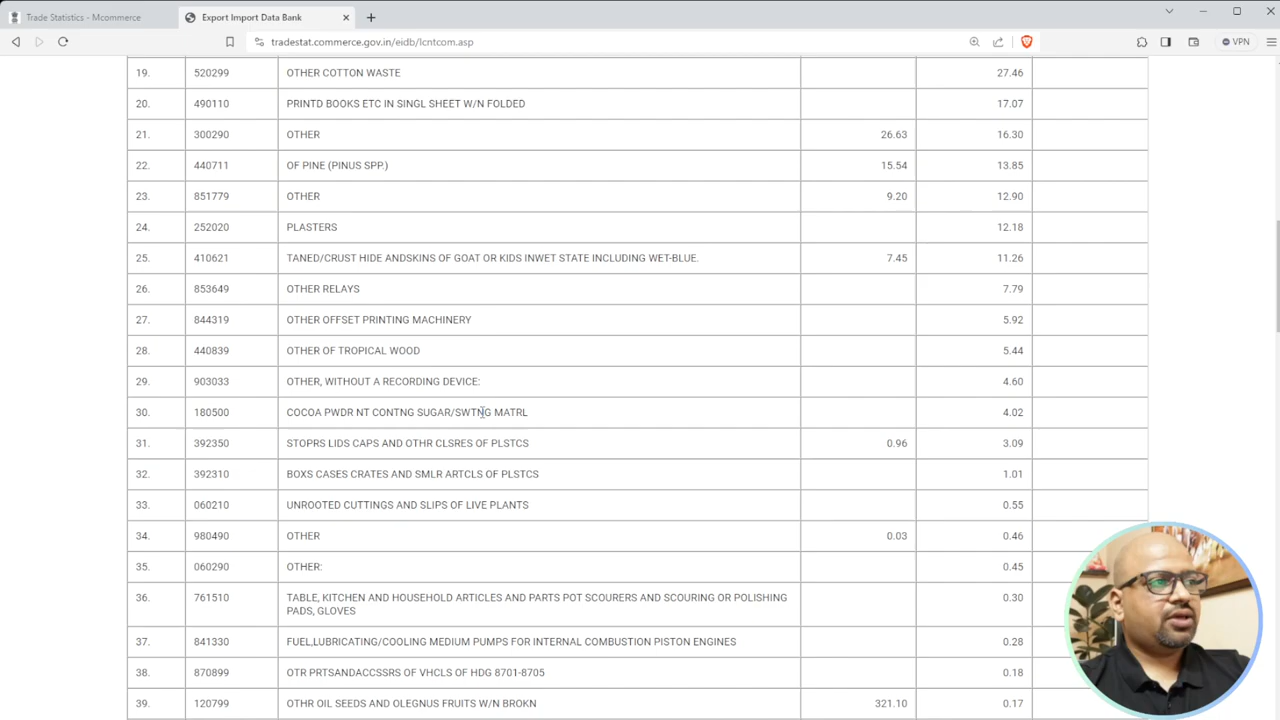 Trade Statistics - Mcommerce
Export Import Data Bank
tradestat.commerce.gov.in/eidb/lcntcom.asp
VPN
19. 520299 OTHER COTTON WASTE 27.46
20. 490110 PRINTD BOOKS ETC IN SINGL SHEET W/N FOLDED 17.07
21. 300290 OTHER 26.63 16.30
22. 440711 OF PINE (PINUS SPP.) 15.54 13.85
23. 851779 OTHER 9.20 12.90
24. 252020 PLASTERS 12.18
25. 410621 TANED/CRUST HIDE ANDSKINS OF GOAT OR KIDS INWET STATE INCLUDING WET-BLUE. 7.45 11.26
26. 853649 OTHER RELAYS 7.79
27. 844319 OTHER OFFSET PRINTING MACHINERY 5.92
28. 440839 OTHER OF TROPICAL WOOD 5.44
29. 903033 OTHER, WITHOUT A RECORDING DEVICE: 4.60
30. 180500 COCOA PWDR NT CONTNG SUGAR/SWTNG MATRL 4.02
31. 392350 STOPRS LIDS CAPS AND OTHR CLSRES OF PLSTCS 0.96 3.09
32. 392310 BOXS CASES CRATES AND SMLR ARTCLS OF PLSTCS 1.01
33. 060210 UNROOTED CUTTINGS AND SLIPS OF LIVE PLANTS 0.55
34. 980490 OTHER 0.03 0.46
35. 060290 OTHER: 0.45
36. 761510 TABLE, KITCHEN AND HOUSEHOLD ARTICLES AND PARTS POT SCOURERS AND SCOURING OR POLISHING 0.30
PADS, GLOVES
37. 841330 FUEL,LUBRICATING/COOLING MEDIUM PUMPS FOR INTERNAL COMBUSTION PISTON ENGINES 0.28
38. 870899 OTR PRTSANDACCSSRS OF VHCLS OF HDG 8701-8705 0.18
39. 120799 OTHR OIL SEEDS AND OLEGNUS FRUITS W/N BROKN 321.10 0.17